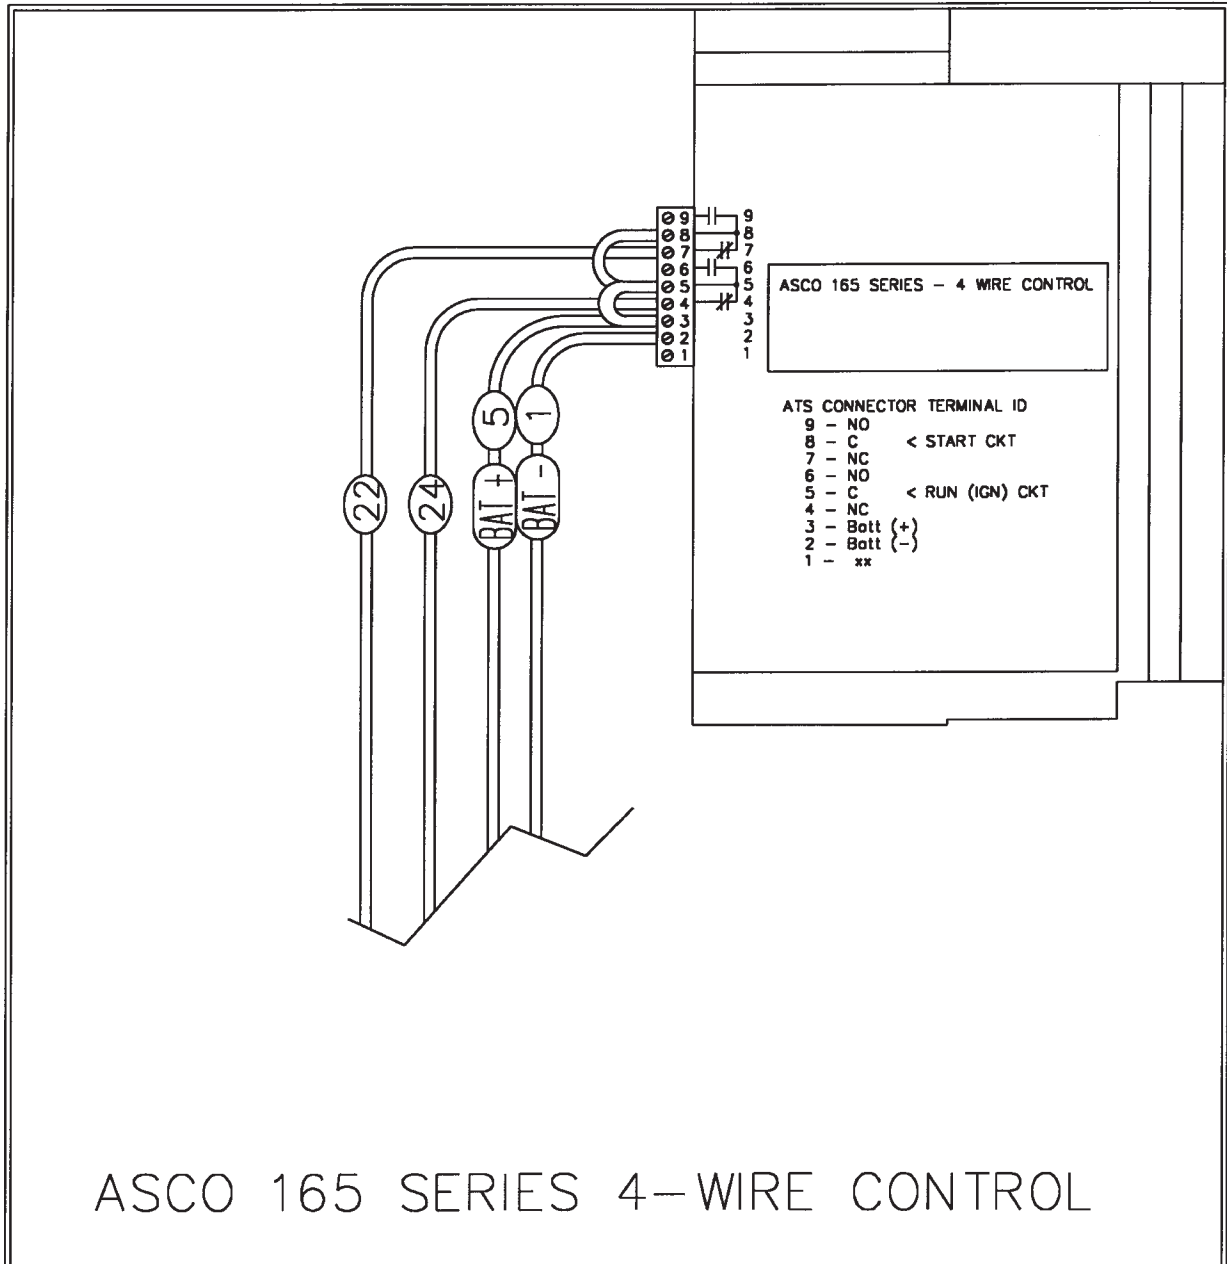 9 9
8 8
7 7
6 6
5 5
4 4
3 3
2 2
1 1
ASCO 165 SERIES - 4 WIRE CONTROL
ATS CONNECTOR TERMINAL ID
9 - NO
8 - C < START CKT
7 - NC
6 - NO
5 - C < RUN (IGN) CKT
4 - NC
3 - Batt (+)
2 - Batt (-)
1 - xx
5
1
22
24
BAT +
BAT -
ASCO 165 SERIES 4-WIRE CONTROL